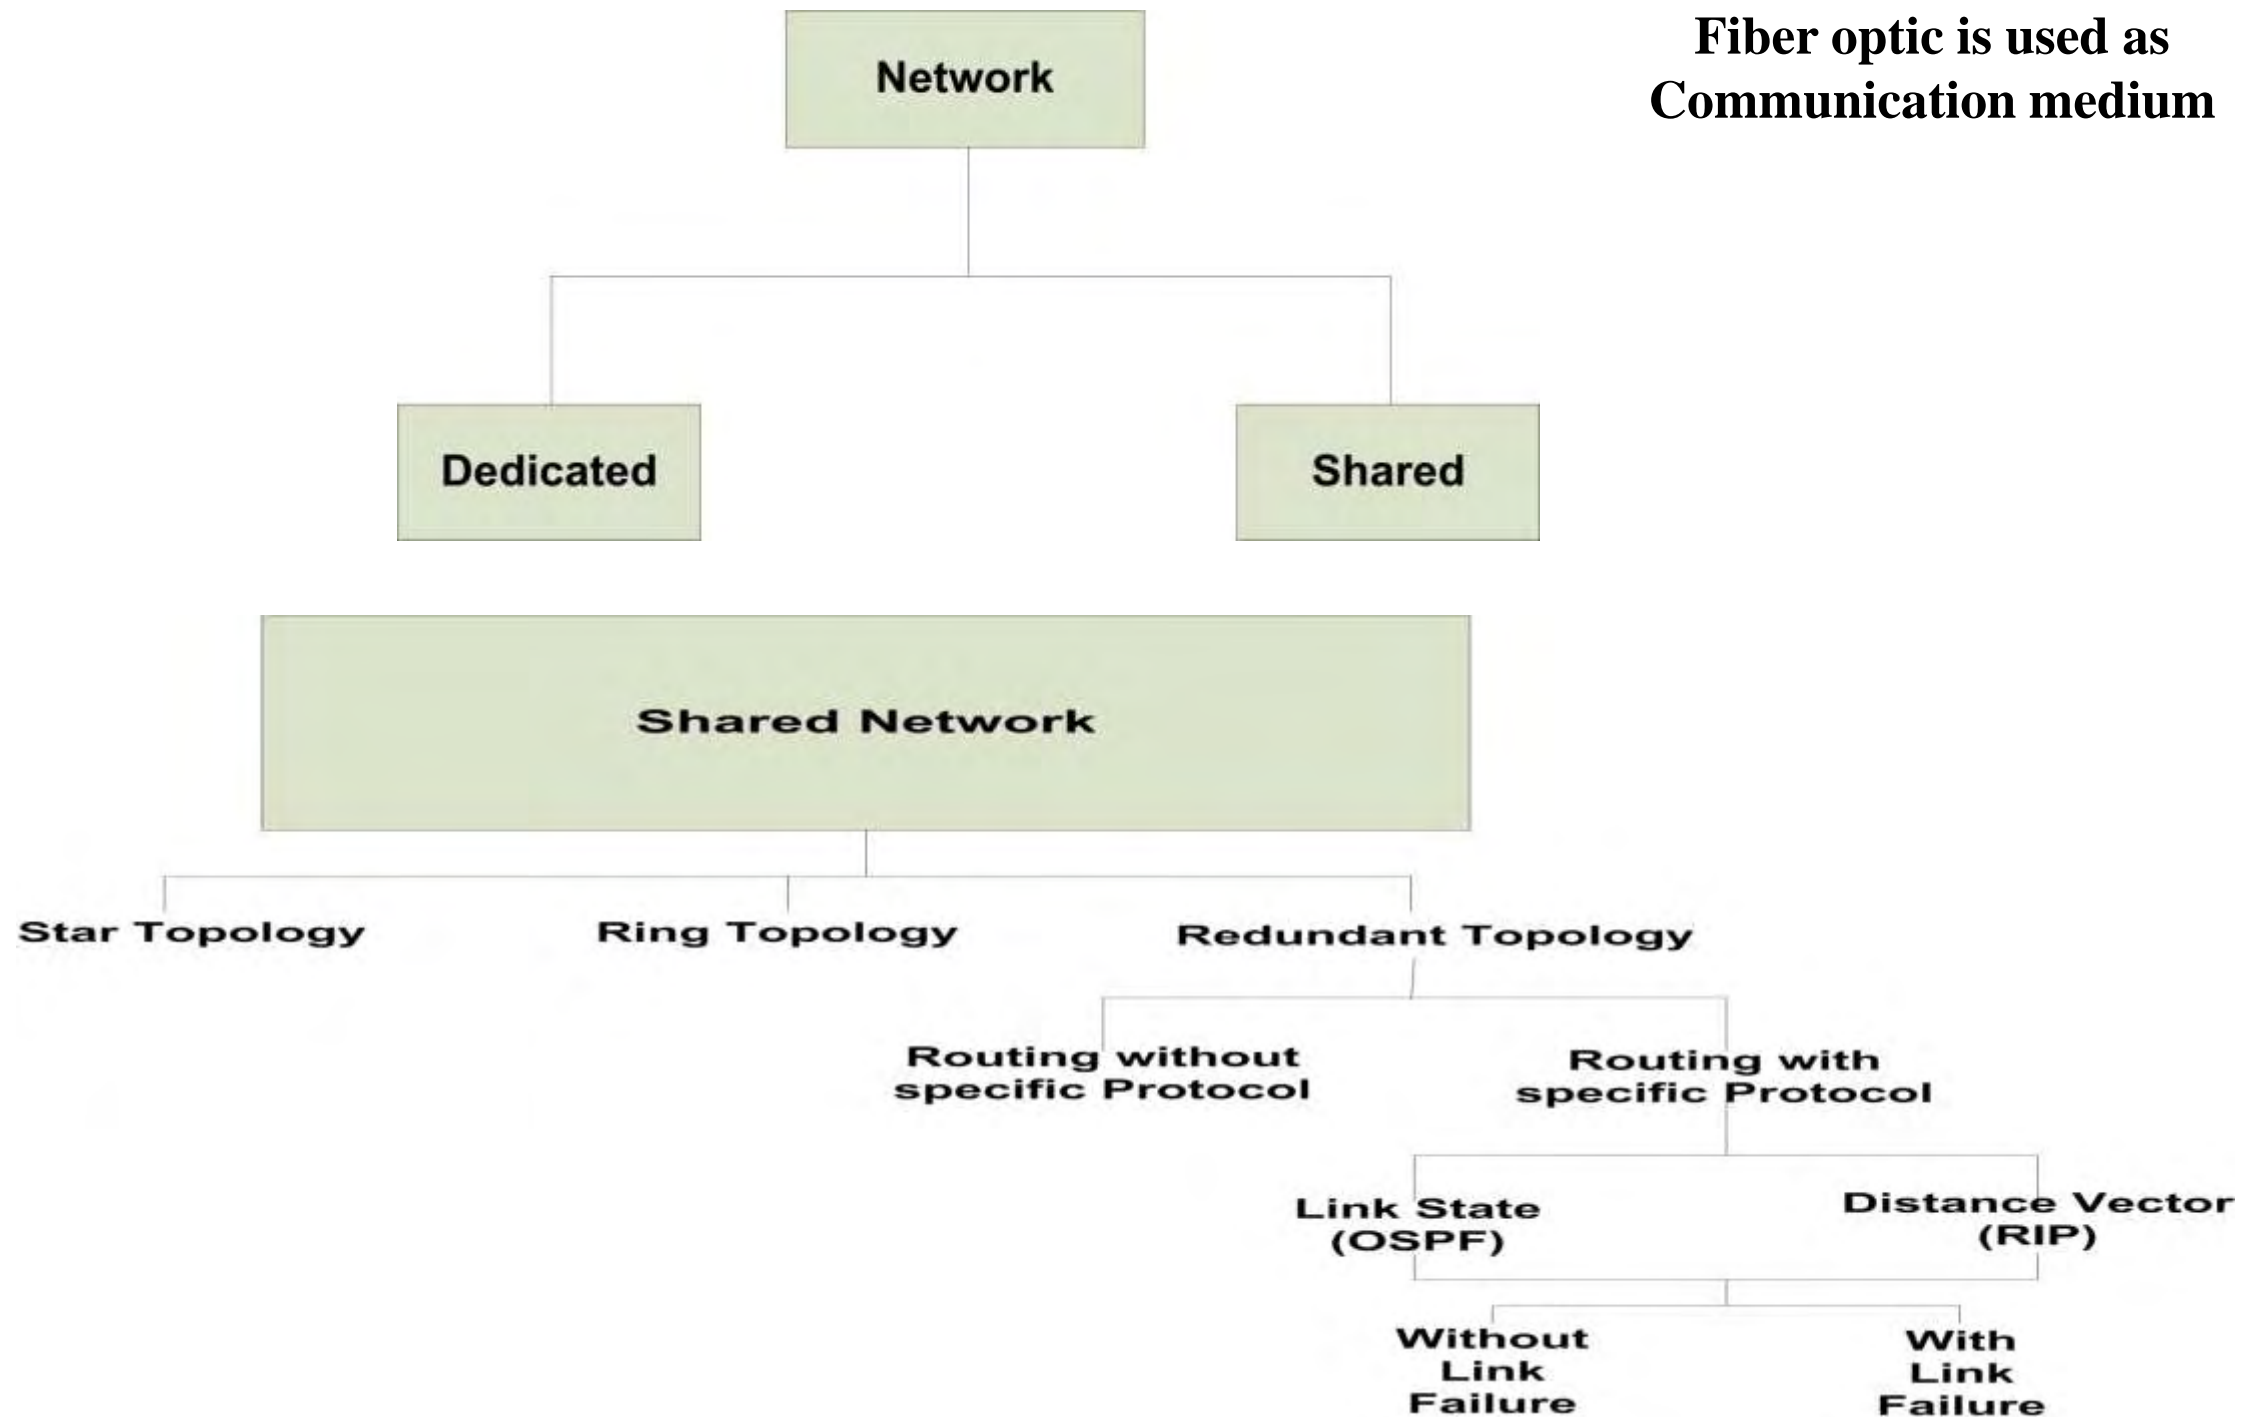 Network
Fiber optic is used as
Communication medium
Dedicated
Shared
Shared Network
Star Topology
Ring Topology
Redundant Topology
Routing without
specific Protocol
Routing with
specific Protocol
Link State
(OSPF)
Distance Vector
(RIP)
Without
Link
Failure
With
Link
Failure